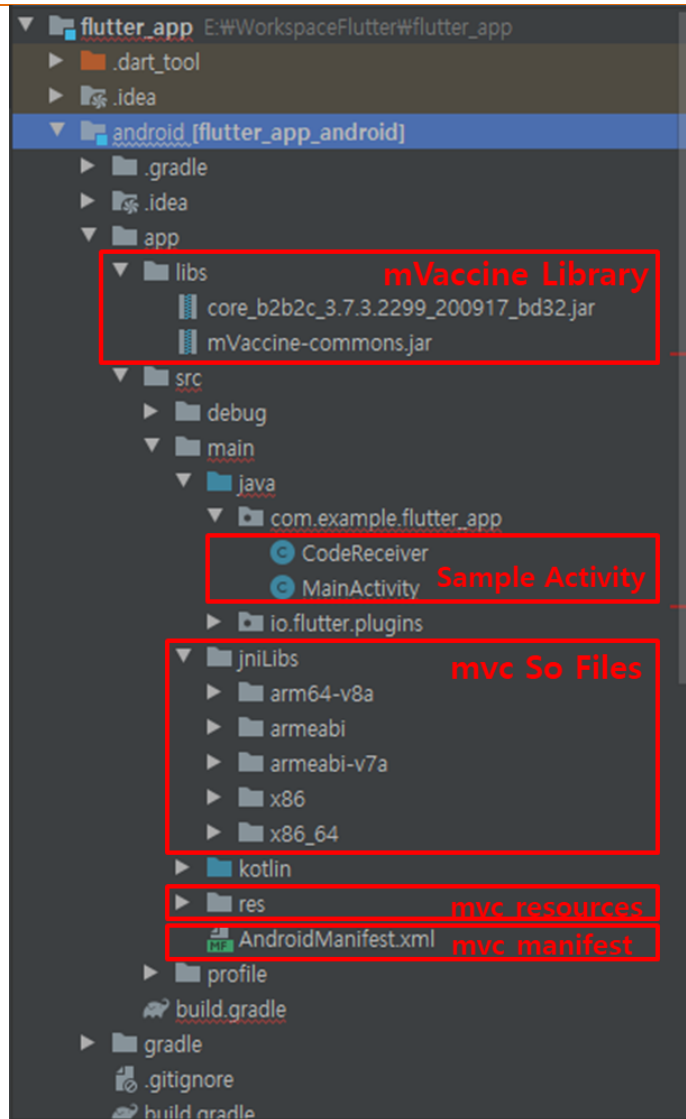 flutter_app E:₩WorkspaceFlutter₩flutter_app
.dart_tool
.idea
android [flutter_app_android]
.gradle
.idea
app
libs mVaccine Library
core_b2b2c_3.7.3.2299_200917_bd32.jar
mVaccine-commons.jar
src
debug
main
java
com.example.flutter_app
CodeReceiver
MainActivity Sample Activity
io.flutter.plugins
jniLibs mvc So Files
arm64-v8a
armeabi
armeabi-v7a
x86
x86_64
kotlin
res mvc resources
MF AndroidManifest.xml mvc manifest
profile
build.gradle
gradle
.gitignore
build.gradle